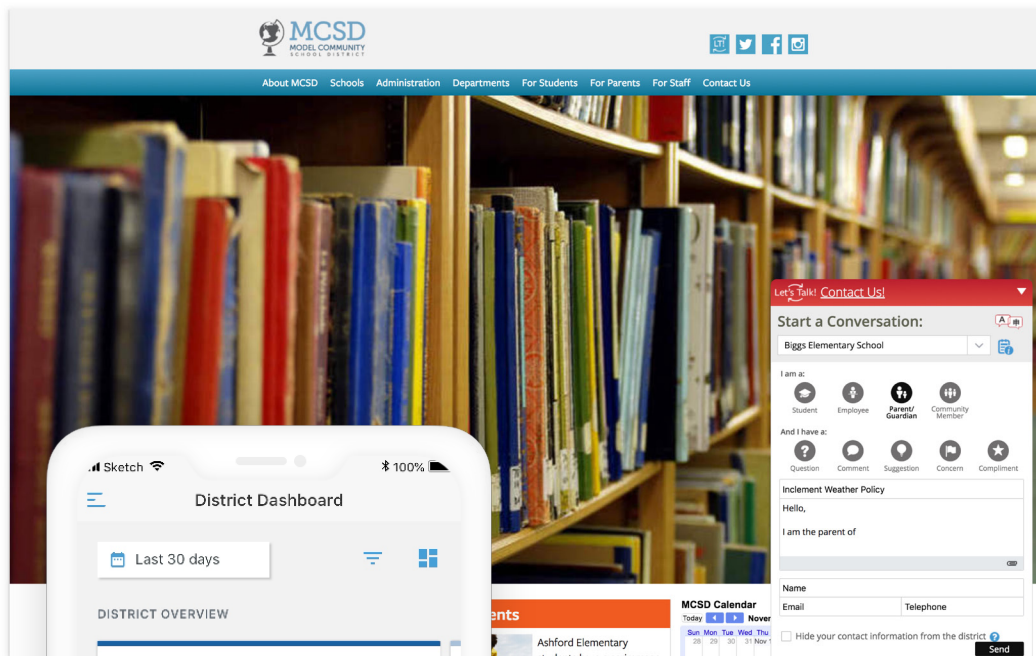 MCSD
MODEL COMMUNITY
SCHOOL DISTRICT
LT!
About MCSD Schools Administration Departments For Students For Parents For Staff Contact Us
Let's Talk! Contact Us!
Start a Conversation:
A
Biggs Elementary School
I am a:
Student Employee Parent/ Guardian Community Member
And I have a:
Question Comment Suggestion Concern Compliment
Inclement Weather Policy
Hello,
I am the parent of
Name
Email Telephone
Hide your contact information from the district ?
Send
Sketch 100%
District Dashboard
Last 30 days
DISTRICT OVERVIEW
ents
Ashford Elementary
MCSD Calendar
Today Nover
Sun Mon Tue Wed Thu
28 29 30 31 Nov 1